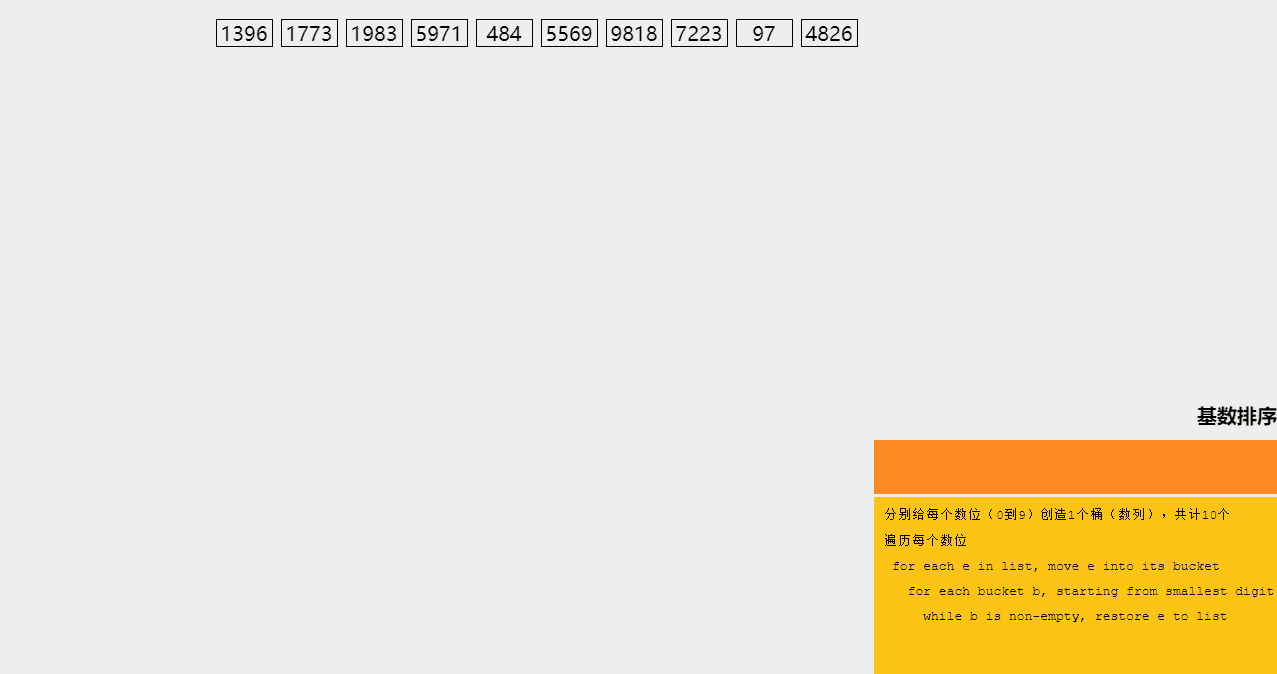 1396 1773 1983 5971 484 5569 9818 7223 97 4826
基数排序
分别给每个数位（0到9）创造1个桶（数列），共计10个
遍历每个数位
for each e in list, move e into its bucket
for each bucket b, starting from smallest digit
while b is non-empty, restore e to list